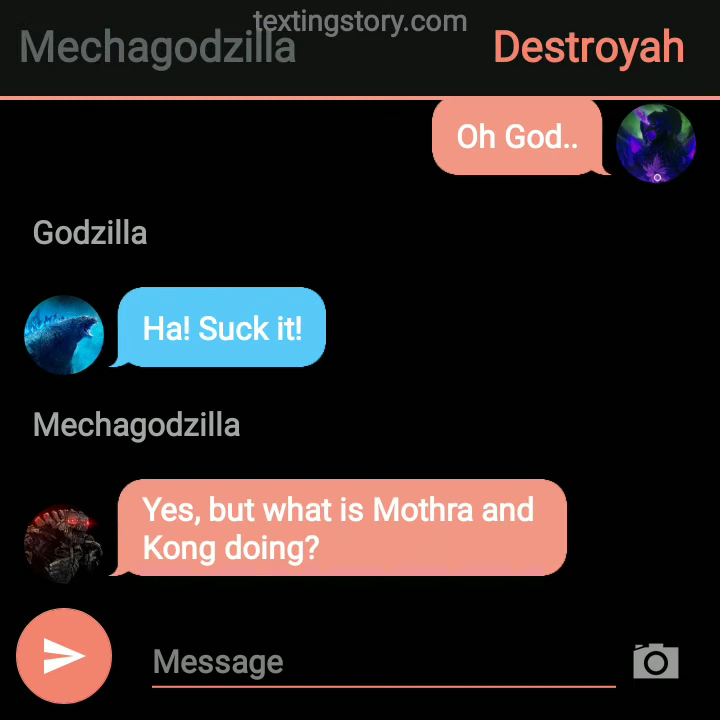 textingstory.com
Mechagodzilla
Destroyah
Oh God..
Godzilla
Ha! Suck it!
Mechagodzilla
Yes, but what is Mothra and
Kong doing?
Message